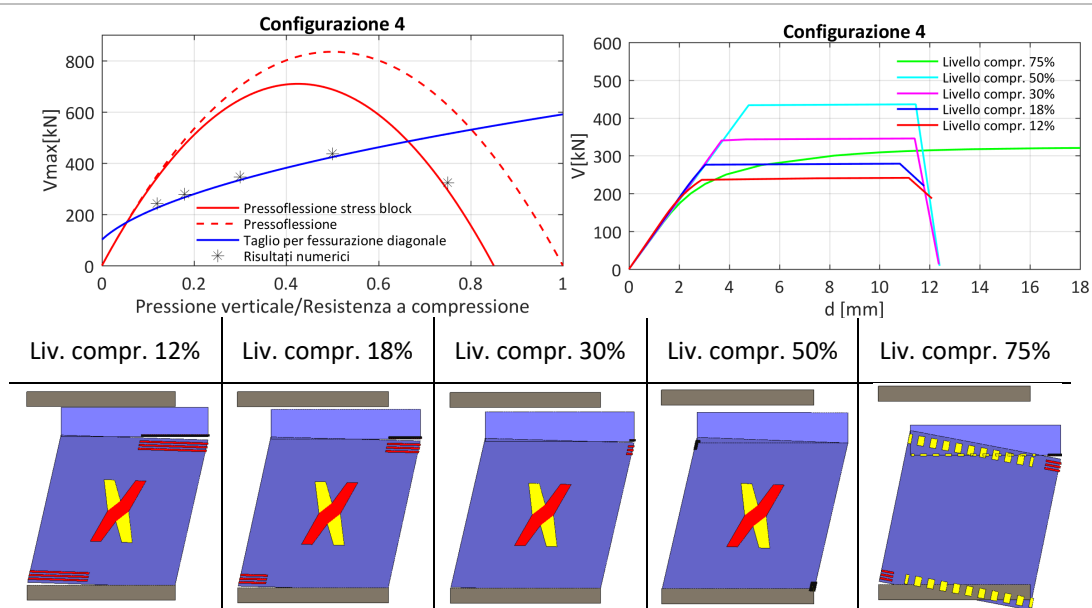 Configurazione 4
Vmax[kN]
800
600
400
200
0
Pressoflessione stress block
Pressoflessione
Taglio per fessurazione diagonale
Risultati numerici
0 0.2 0.4 0.6 0.8 1
Pressione verticale/Resistenza a compressione
Configurazione 4
V[kN]
600
500
400
300
200
100
0
Livello compr. 75%
Livello compr. 50%
Livello compr. 30%
Livello compr. 18%
Livello compr. 12%
0 2 4 6 8 10 12 14 16 18
d [mm]
Liv. compr. 12% Liv. compr. 18% Liv. compr. 30% Liv. compr. 50% Liv. compr. 75%